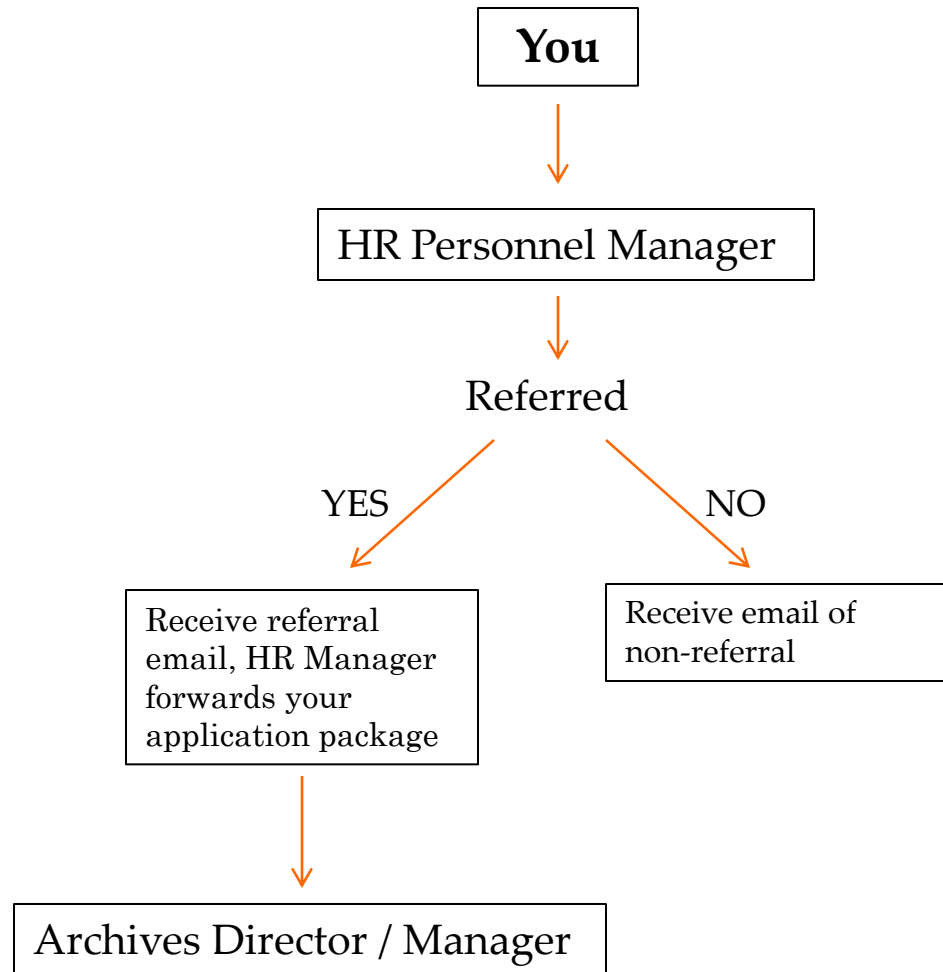 You
HR Personnel Manager
Referred
YES
NO
Receive referral
email, HR Manager
forwards your
application package
Receive email of
non-referral
Archives Director / Manager